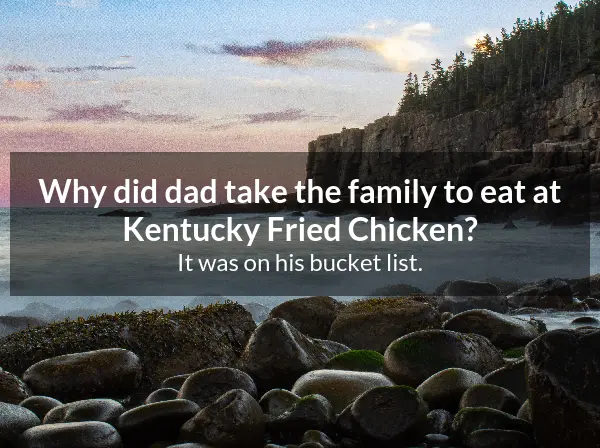 Why did dad take the family to eat at
Kentucky Fried Chicken?
It was on his bucket list.